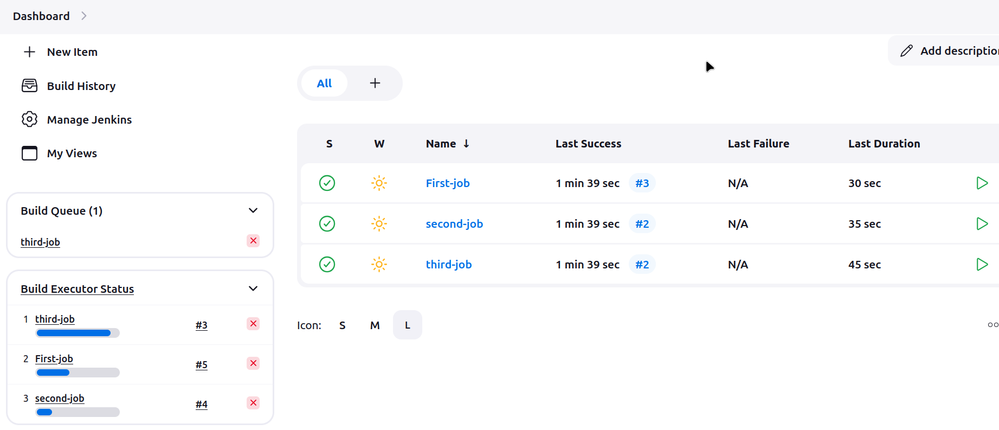 Dashboard
New Item
Build History
Manage Jenkins
My Views
Build Queue (1)
third-job
Build Executor Status
1 third-job #3
2 First-job #5
3 second-job #4
Add description
All
S W Name ↓ Last Success Last Failure Last Duration
First-job 1 min 39 sec #3 N/A 30 sec
second-job 1 min 39 sec #2 N/A 35 sec
third-job 1 min 39 sec #2 N/A 45 sec
Icon: S M L